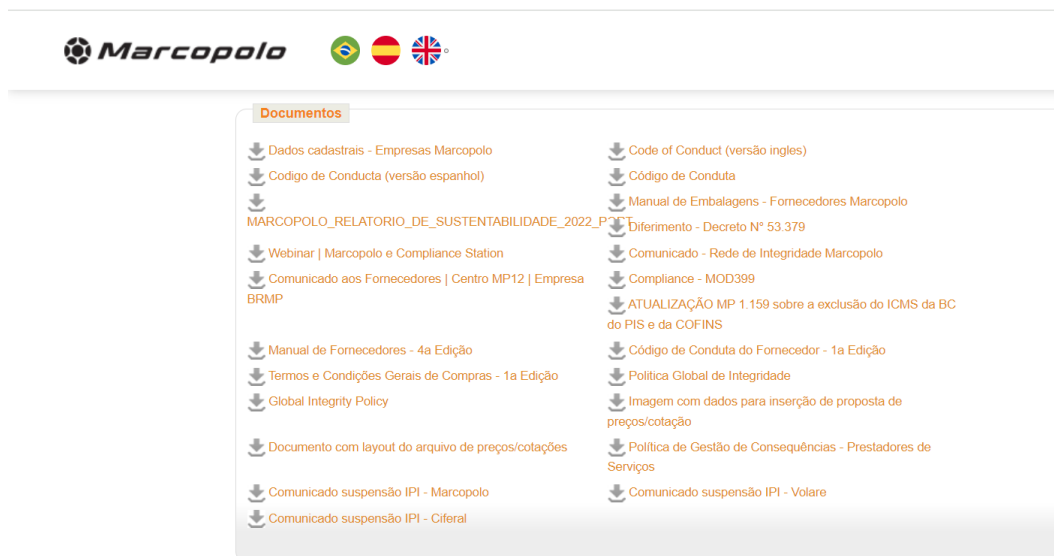 Marcopolo
Documentos
Dados cadastrais - Empresas Marcopolo
Code of Conduct (versão ingles)
Codigo de Conducta (versão espanhol)
Código de Conduta
MARCOPOLO_RELATORIO_DE_SUSTENTABILIDADE_2022_PORT
Manual de Embalagens - Fornecedores Marcopolo
Diferimento - Decreto N° 53.379
Webinar | Marcopolo e Compliance Station
Comunicado - Rede de Integridade Marcopolo
Comunicado aos Fornecedores | Centro MP12 | Empresa
BRMP
Compliance - MOD399
ATUALIZAÇÃO MP 1.159 sobre a exclusão do ICMS da BC
do PIS e da COFINS
Manual de Fornecedores - 4a Edição
Código de Conduta do Fornecedor - 1a Edição
Termos e Condições Gerais de Compras - 1a Edição
Politica Global de Integridade
Global Integrity Policy
Imagem com dados para inserção de proposta de
preços/cotação
Documento com layout do arquivo de preços/cotações
Política de Gestão de Consequências - Prestadores de
Serviços
Comunicado suspensão IPI - Marcopolo
Comunicado suspensão IPI - Volare
Comunicado suspensão IPI - Ciferal